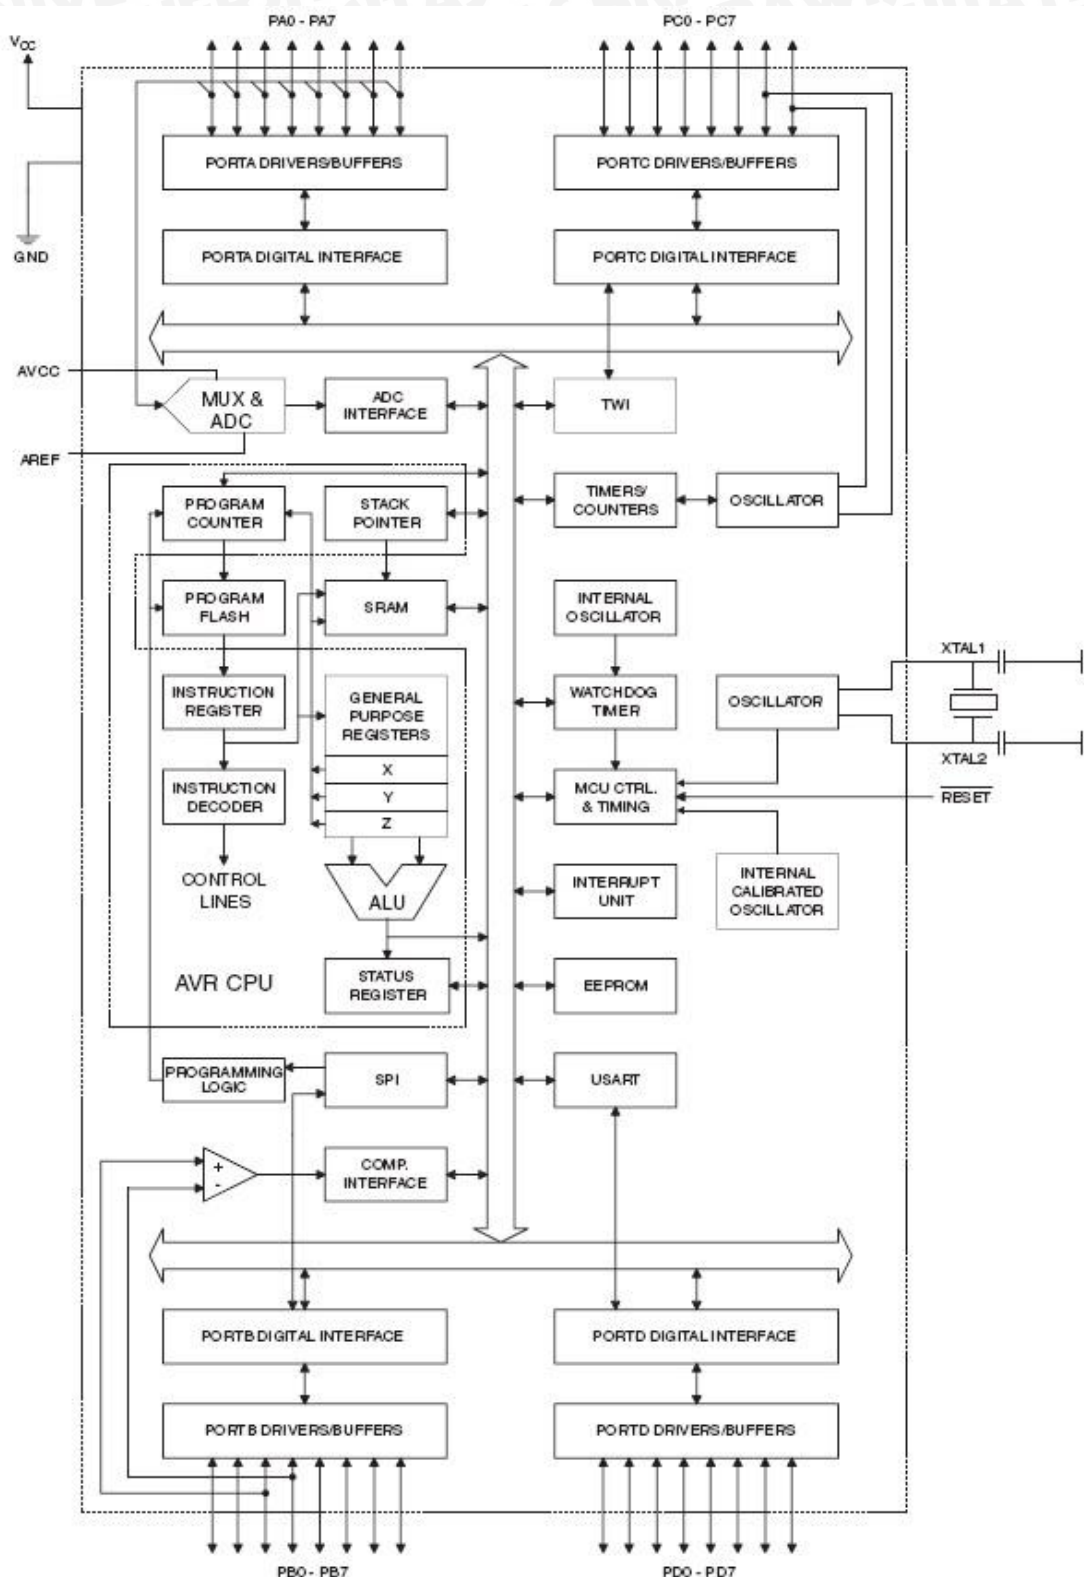 PA0 - PA7
PC0 - PC7
VCC
PORTA DRIVERS/BUFFERS
PORTC DRIVERS/BUFFERS
GND
PORTA DIGITAL INTERFACE
PORTC DIGITAL INTERFACE
AVCC
MUX &
ADC
ADC
INTERFACE
TWI
AREF
PROGRAM
COUNTER
STACK
POINTER
TIMERS/
COUNTERS
OSCILLATOR
PROGRAM
FLASH
SRAM
INTERNAL
OSCILLATOR
XTAL1
INSTRUCTION
REGISTER
GENERAL
PURPOSE
REGISTERS
WATCHDOG
TIMER
OSCILLATOR
XTAL2
X
INSTRUCTION
DECODER
Y
MCU CTRL.
& TIMING
RESET
Z
CONTROL
LINES
ALU
INTERRUPT
UNIT
INTERNAL
CALIBRATED
OSCILLATOR
AVR CPU
STATUS
REGISTER
EEPROM
PROGRAMMING
LOGIC
SPI
USART
+
-
COMP.
INTERFACE
PORTB DIGITAL INTERFACE
PORTD DIGITAL INTERFACE
PORTB DRIVERS/BUFFERS
PORTD DRIVERS/BUFFERS
PB0 - PB7
PD0 - PD7